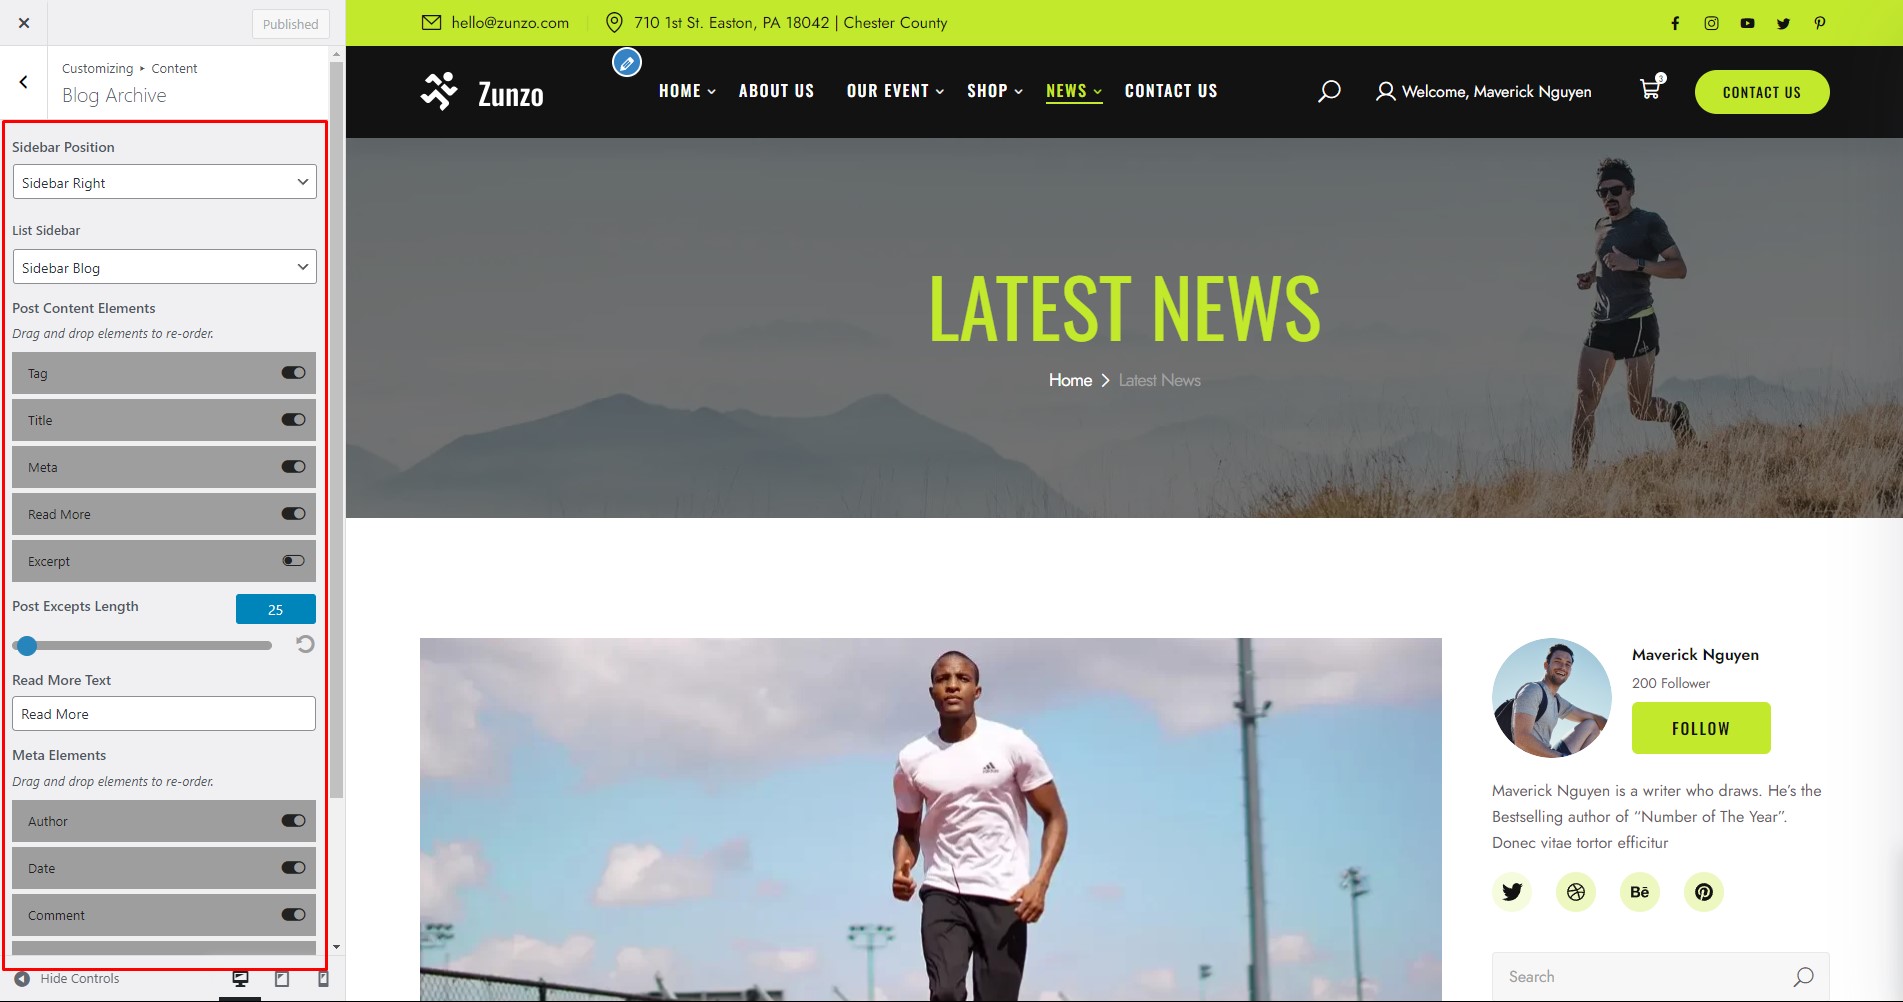 Published
Customizing ▸ Content
Blog Archive
Sidebar Position
Sidebar Right
List Sidebar
Sidebar Blog
Post Content Elements
Drag and drop elements to re-order.
Tag
Title
Meta
Read More
Excerpt
Post Excepts Length
25
Read More Text
Read More
Meta Elements
Drag and drop elements to re-order.
Author
Date
Comment
Hide Controls
hello@zunzo.com
710 1st St. Easton, PA 18042 | Chester County
Zunzo
HOME ABOUT US OUR EVENT SHOP NEWS CONTACT US
Welcome, Maverick Nguyen
3
CONTACT US
LATEST NEWS
Home > Latest News
adidas
Maverick Nguyen
200 Follower
FOLLOW
Maverick Nguyen is a writer who draws. He’s the
Bestselling author of “Number of The Year”.
Donec vitae tortor efficitur
Bē
Search